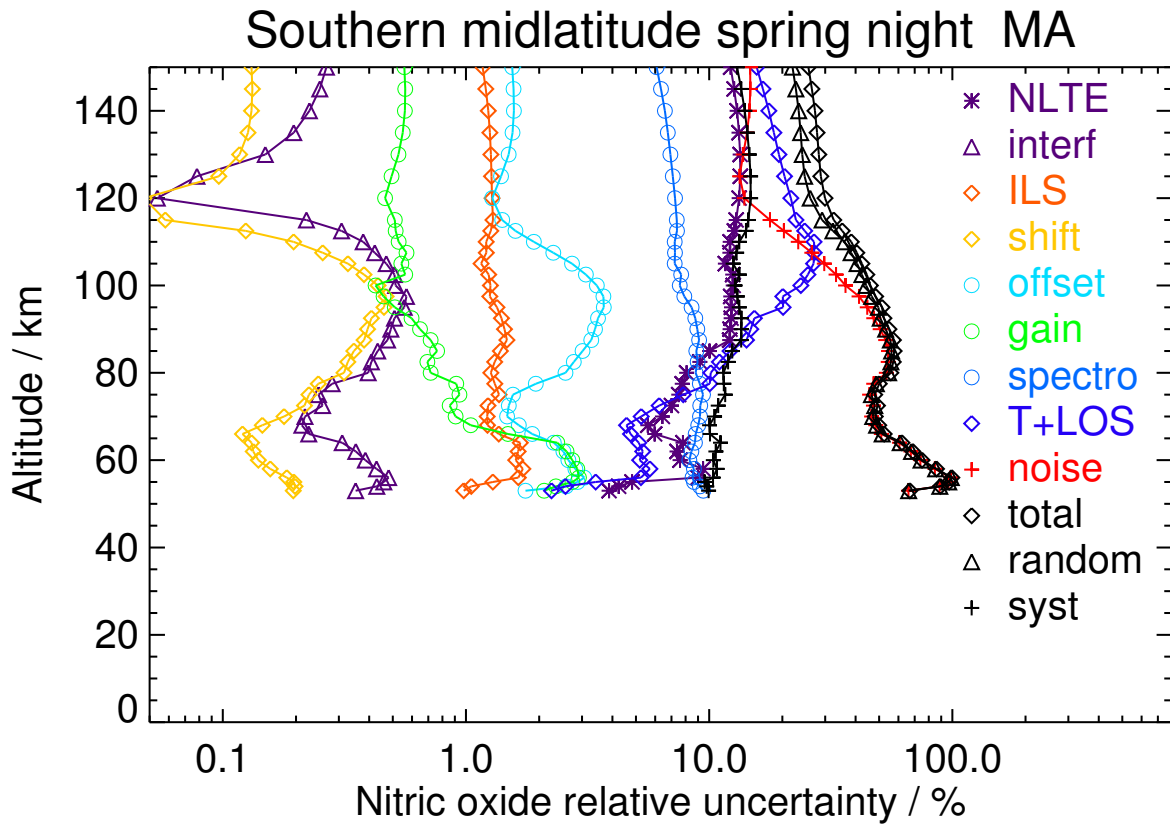 Southern midlatitude spring night MA
Altitude / km
140
120
100
80
60
40
20
0
NLTE
interf
ILS
shift
offset
gain
spectro
T+LOS
noise
total
random
syst
0.1 1.0 10.0 100.0
Nitric oxide relative uncertainty / %